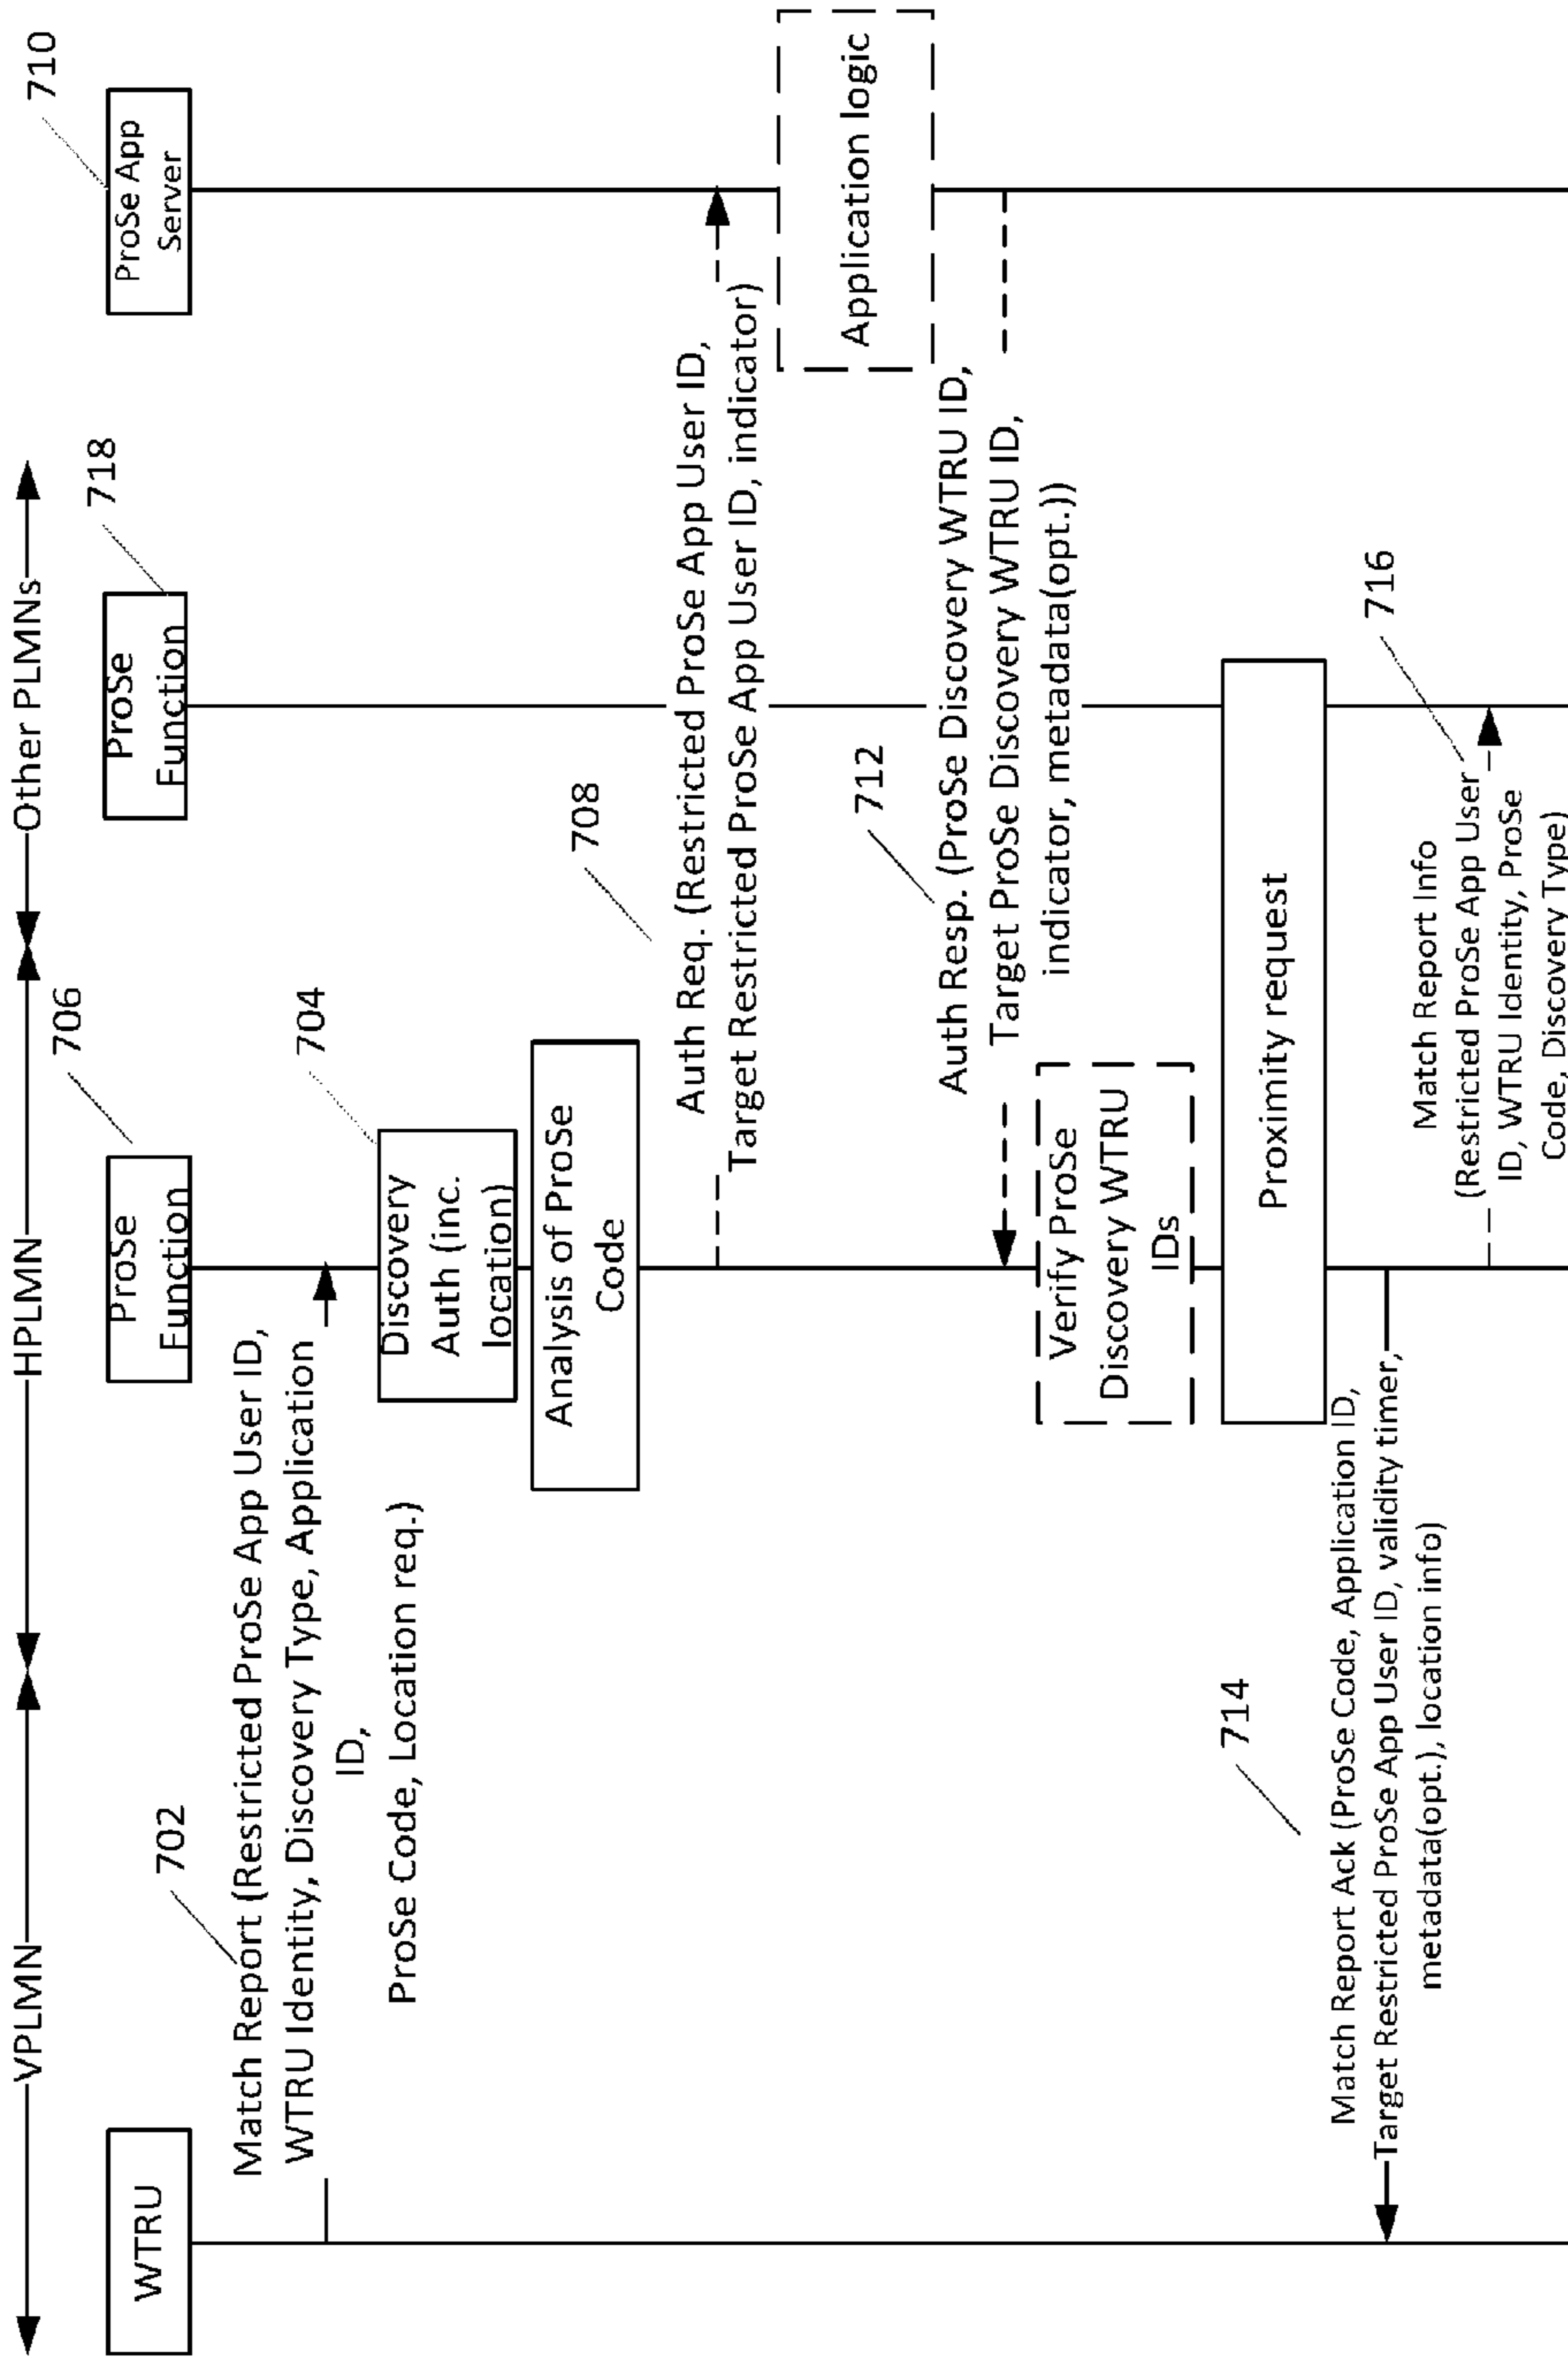 VPLMN
HPLMN
Other PLMNs
WTRU
706
ProSe
Function
718
ProSe
Function
710
ProSe App
Server
702
Match Report (Restricted ProSe App User ID,
WTRU Identity, Discovery Type, Application
ID,
ProSe Code, Location req.)
704
Discovery
Auth (inc.
location)
Analysis of ProSe
Code
708
Auth Req. (Restricted ProSe App User ID,
Target Restricted ProSe App User ID, indicator)
Application logic
712
Auth Resp. (ProSe Discovery WTRU ID,
Target ProSe Discovery WTRU ID,
indicator, metadata(opt.))
Verify ProSe
Discovery WTRU
IDs
Proximity request
714
Match Report Ack (ProSe Code, Application ID,
Target Restricted ProSe App User ID, validity timer,
metadata(opt.), location info)
716
Match Report Info
(Restricted ProSe App User
ID, WTRU Identity, ProSe
Code, Discovery Type)